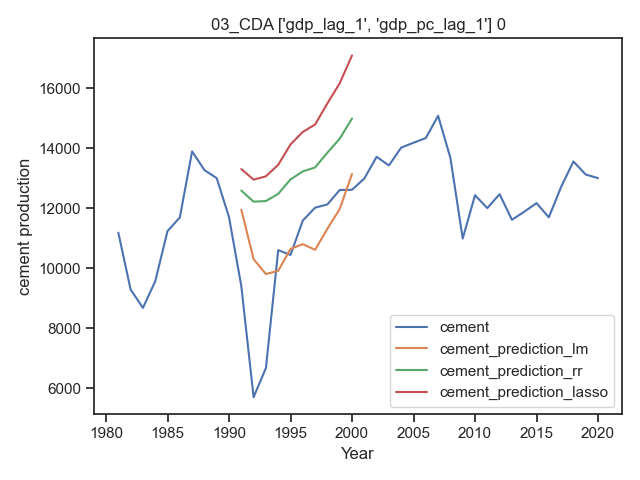 03_CDA ['gdp_lag_1', 'gdp_pc_lag_1'] 0
cement production
16000
14000
12000
10000
8000
6000
cement
cement_prediction_lm
cement_prediction_rr
cement_prediction_lasso
1980 1985 1990 1995 2000 2005 2010 2015 2020
Year